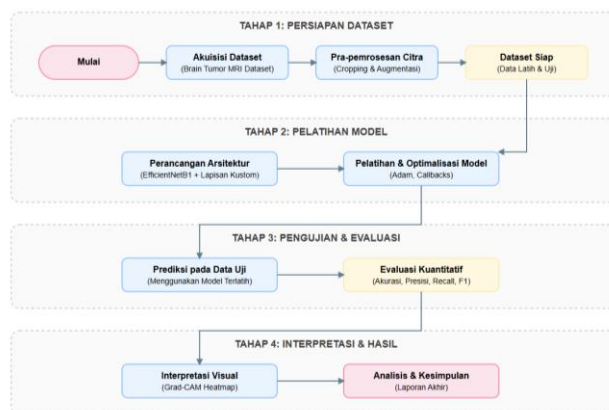 TAHAP 1: PERSIAPAN DATASET
Mulai
Akuisisi Dataset
(Brain Tumor MRI Dataset)
Pra-pemrosesan Citra
(Cropping & Augmentasi)
Dataset Siap
(Data Latih & Uji)
TAHAP 2: PELATIHAN MODEL
Perancangan Arsitektur
(EfficientNetB1 + Lapisan Kustom)
Pelatihan & Optimalisasi Model
(Adam, Callbacks)
TAHAP 3: PENGUJIAN & EVALUASI
Prediksi pada Data Uji
(Menggunakan Model Terlatih)
Evaluasi Kuantitatif
(Akurasi, Presisi, Recall, F1)
TAHAP 4: INTERPRETASI & HASIL
Interpretasi Visual
(Grad-CAM Heatmap)
Analisis & Kesimpulan
(Laporan Akhir)